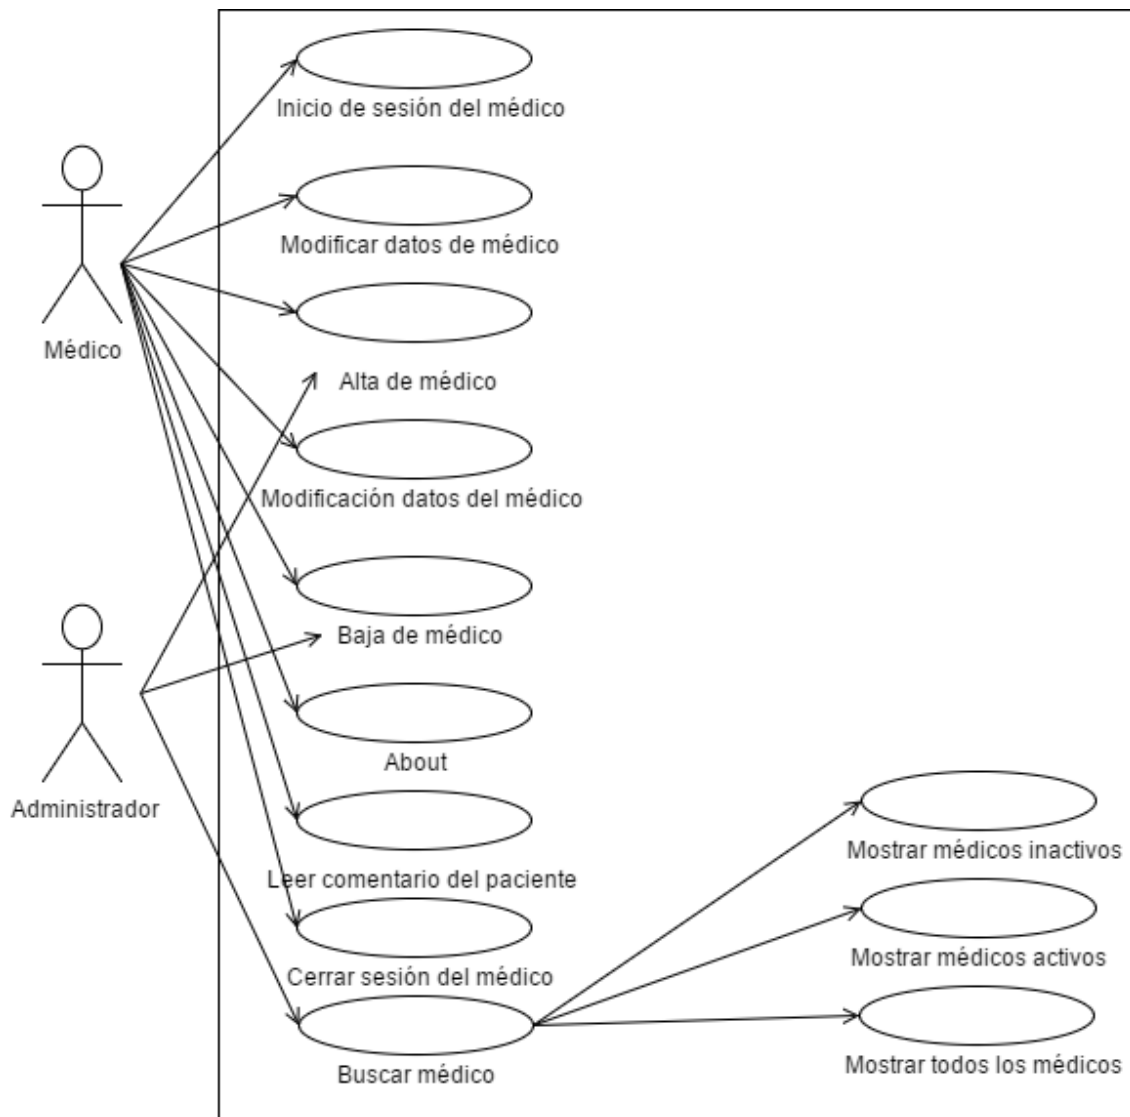 Inicio de sesión del médico
Modificar datos de médico
Médico
Alta de médico
Modificación datos del médico
Baja de médico
About
Administrador
Mostrar médicos inactivos
Leer comentario del paciente
Mostrar médicos activos
Cerrar sesión del médico
Mostrar todos los médicos
Buscar médico